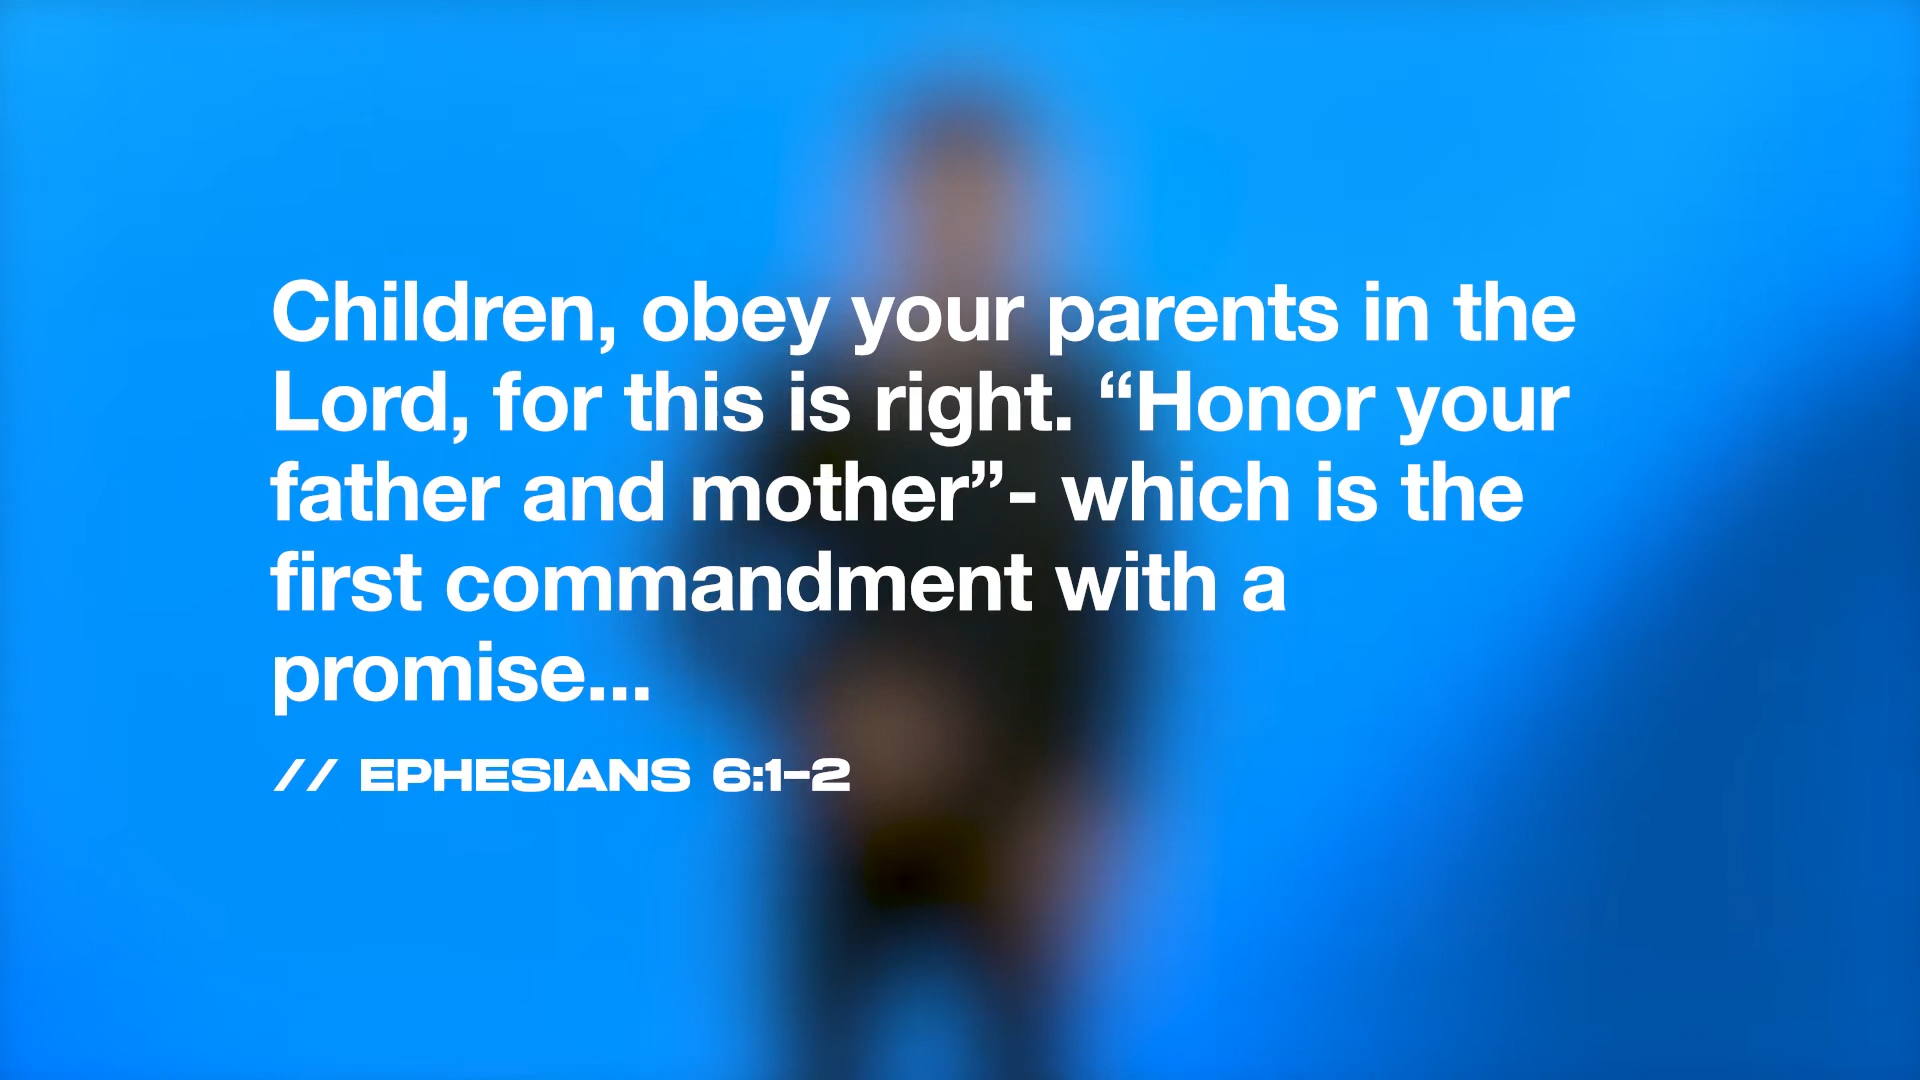 Children, obey your parents in the
Lord, for this is right. “Honor your
father and mother”- which is the
first commandment with a
promise...
// EPHESIANS 6:1-2